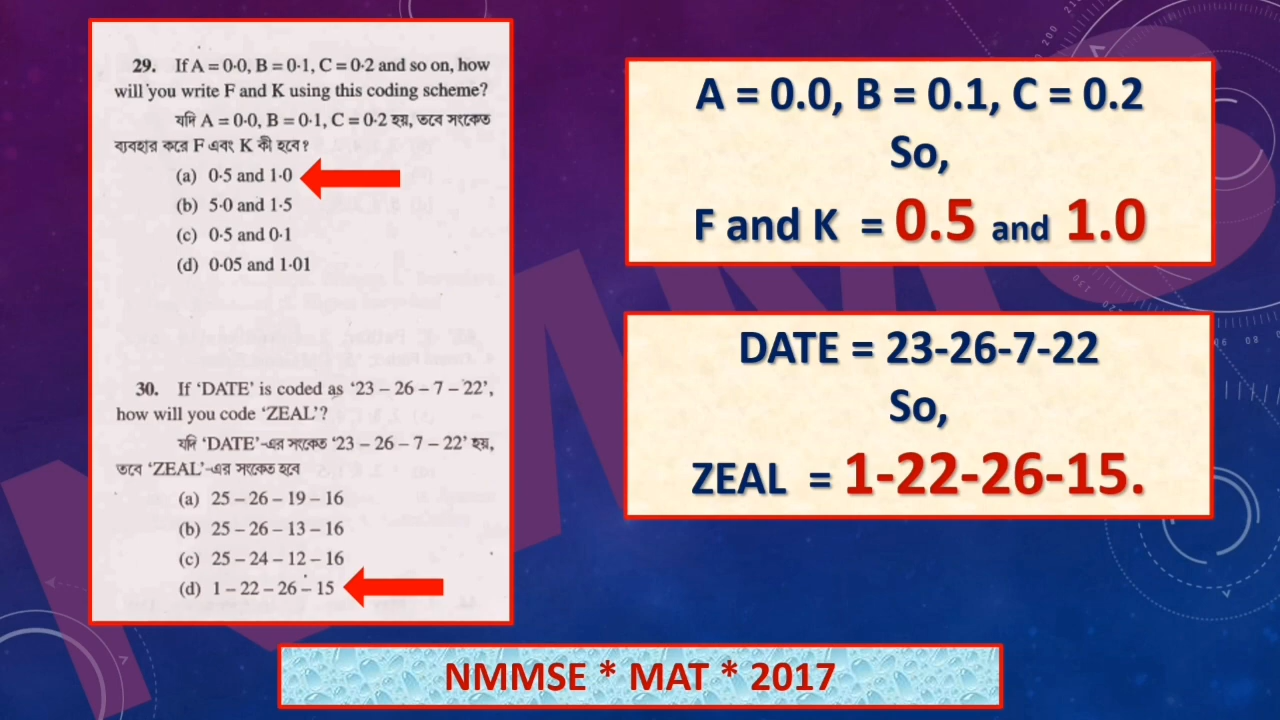 29. If A = 0·0, B = 0·1, C = 0·2 and so on, how
will you write F and K using this coding scheme?
যদি A = 0·0, B = 0·1, C = 0·2 হয়, তবে সংকেত
ব্যবহার করে F এবং K কী হবে?
(a) 0·5 and 1·0
(b) 5·0 and 1·5
(c) 0·5 and 0·1
(d) 0·05 and 1·01
30. If ‘DATE’ is coded as ‘23 – 26 – 7 – 22’,
how will you code ‘ZEAL’?
যদি ‘DATE’-এর সংকেত ‘23 – 26 – 7 – 22’ হয়,
তবে ‘ZEAL’-এর সংকেত হবে
(a) 25 – 26 – 19 – 16
(b) 25 – 26 – 13 – 16
(c) 25 – 24 – 12 – 16
(d) 1 – 22 – 26 – 15
A = 0.0, B = 0.1, C = 0.2
So,
F and K = 0.5 and 1.0
DATE = 23-26-7-22
So,
ZEAL = 1-22-26-15.
NMMSE * MAT * 2017